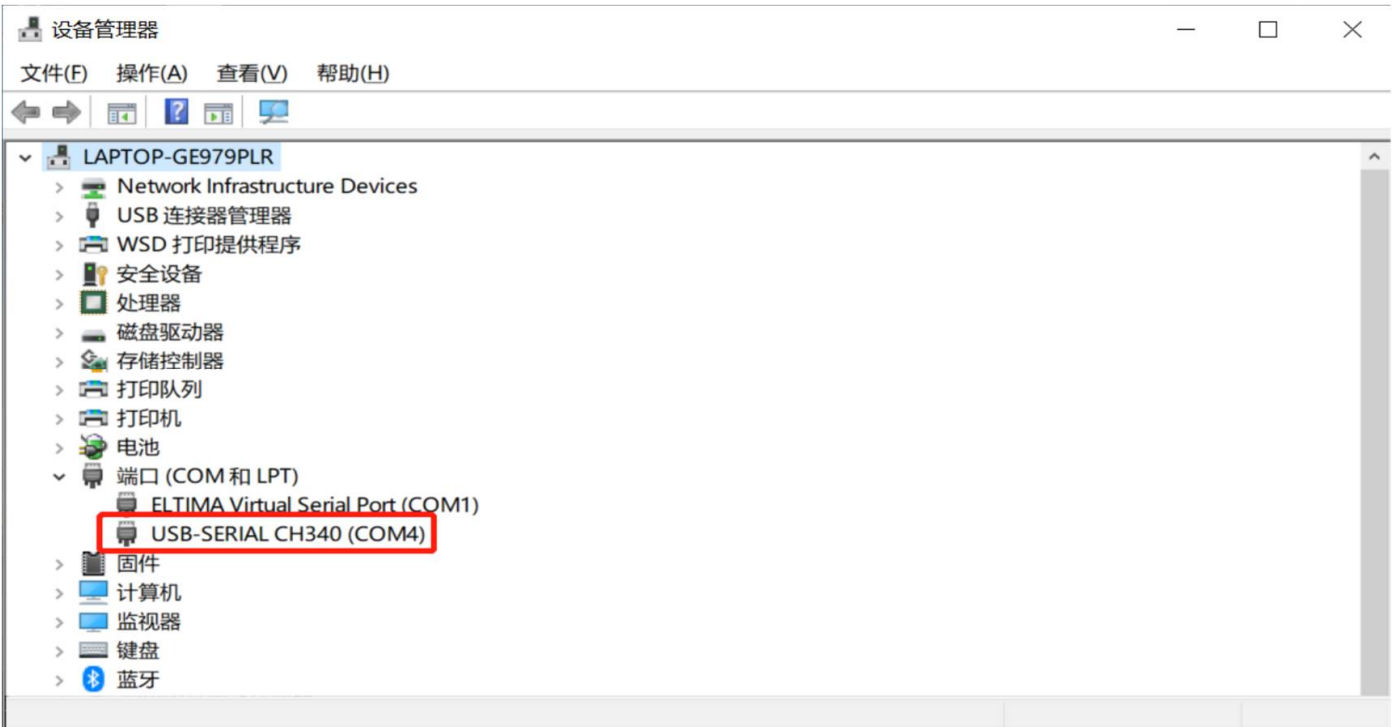 设备管理器
文件(F) 操作(A) 查看(V) 帮助(H)
LAPTOP-GE979PLR
Network Infrastructure Devices
USB 连接器管理器
WSD 打印提供程序
安全设备
处理器
磁盘驱动器
存储控制器
打印队列
打印机
电池
端口 (COM 和 LPT)
ELTIMA Virtual Serial Port (COM1)
USB-SERIAL CH340 (COM4)
固件
计算机
监视器
键盘
蓝牙